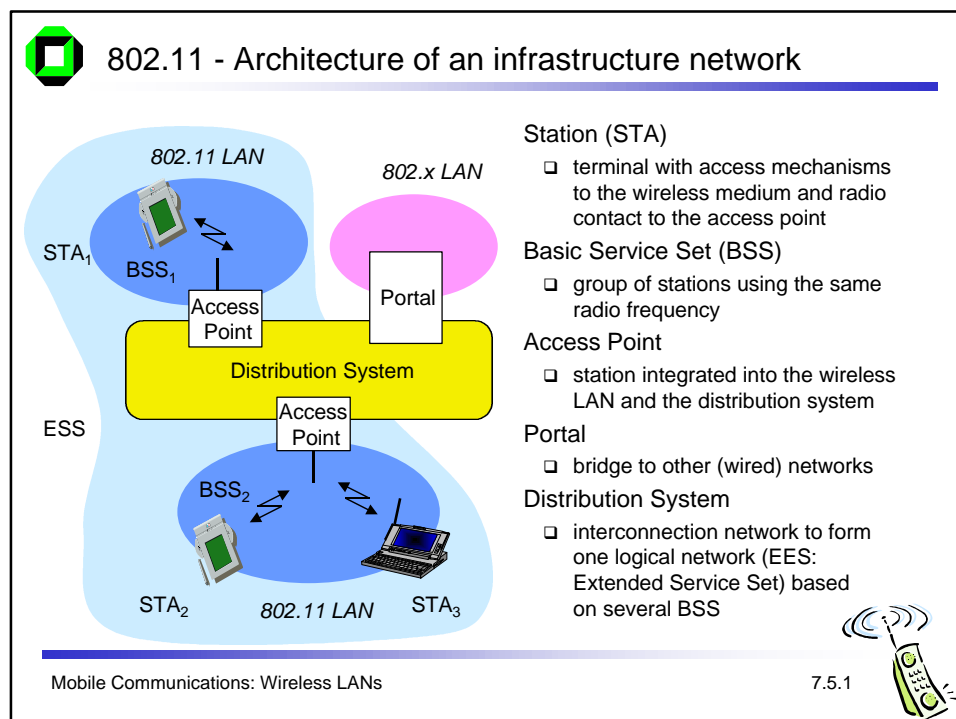 802.11 - Architecture of an infrastructure network
802.11 LAN
802.x LAN
STA₁
BSS₁
Access
Point
Portal
Distribution System
Access
Point
ESS
BSS₂
STA₂
802.11 LAN
STA₃
Station (STA)
❑ terminal with access mechanisms
to the wireless medium and radio
contact to the access point
Basic Service Set (BSS)
❑ group of stations using the same
radio frequency
Access Point
❑ station integrated into the wireless
LAN and the distribution system
Portal
❑ bridge to other (wired) networks
Distribution System
❑ interconnection network to form
one logical network (EES:
Extended Service Set) based
on several BSS
Mobile Communications: Wireless LANs
7.5.1